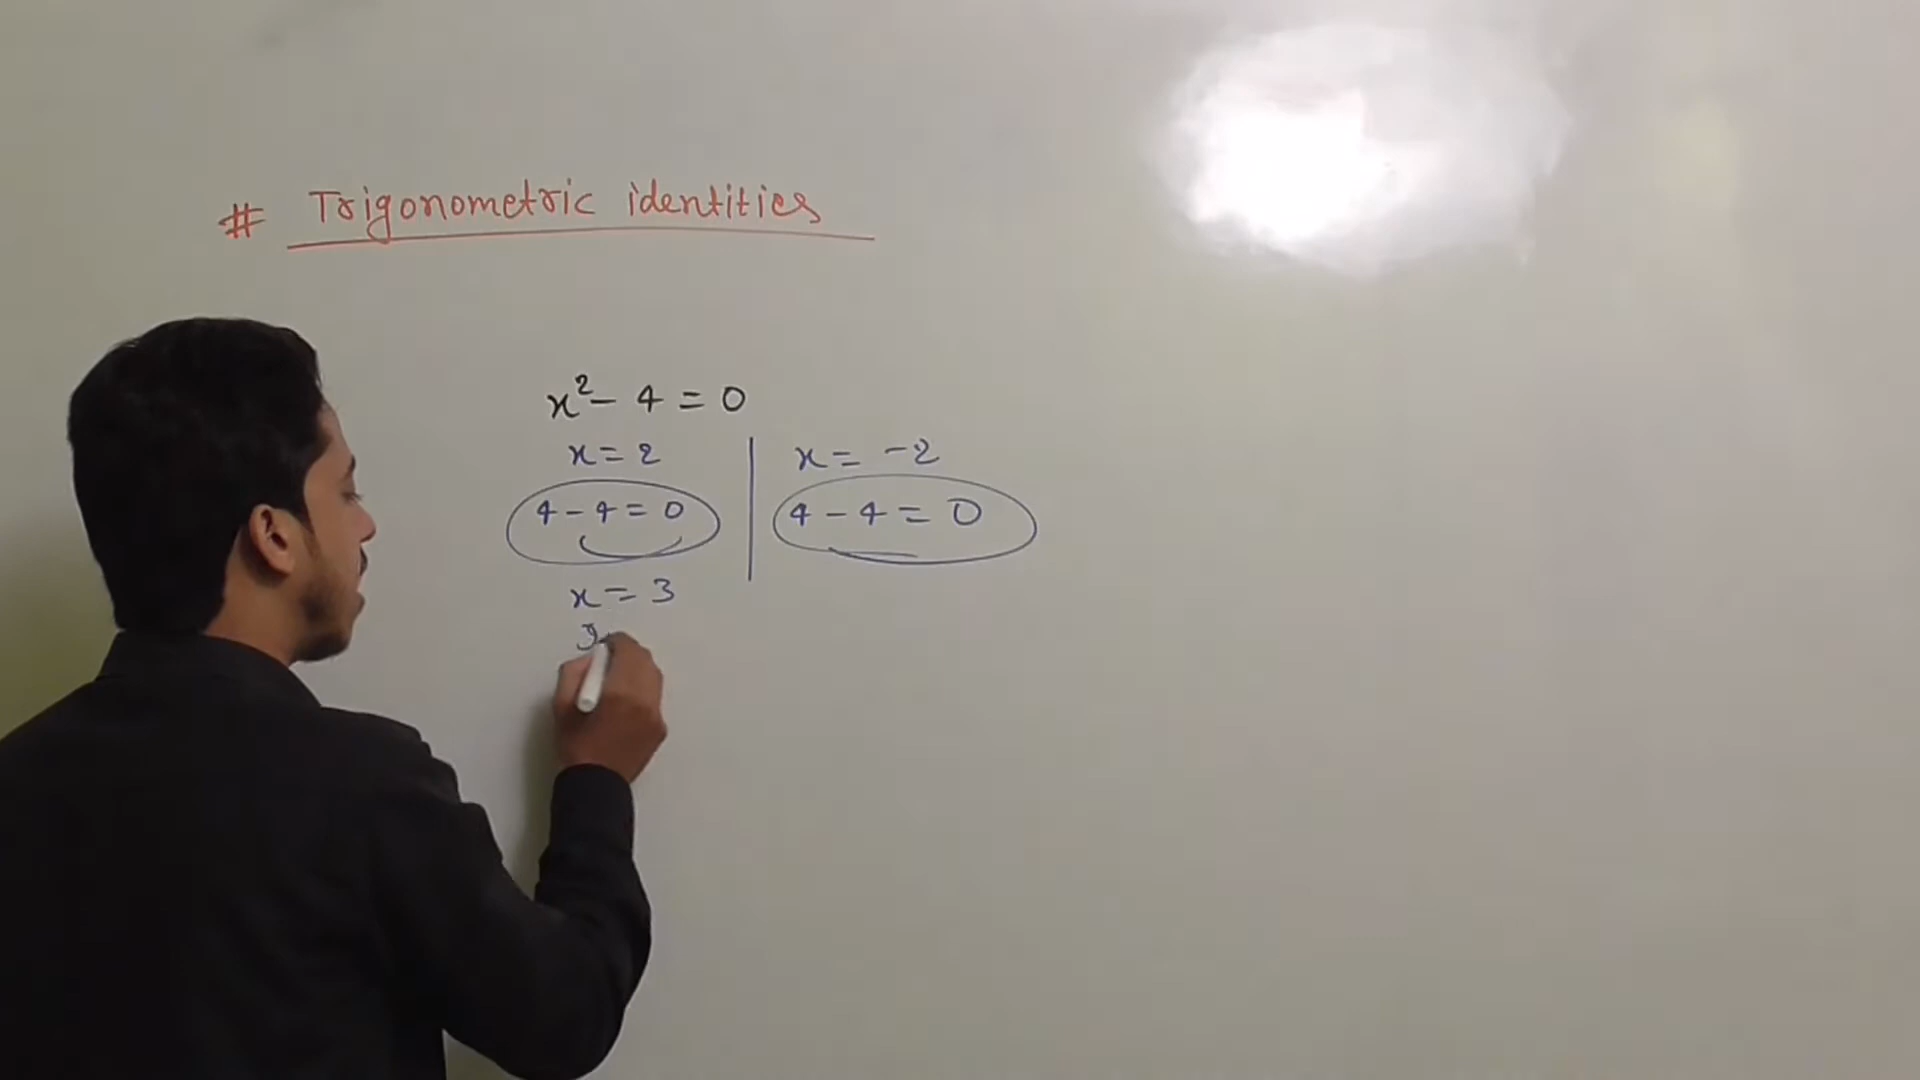 # Trigonometric identities
x² - 4 = 0
x = 2
4 - 4 = 0
x = -2
4 - 4 = 0
x = 3